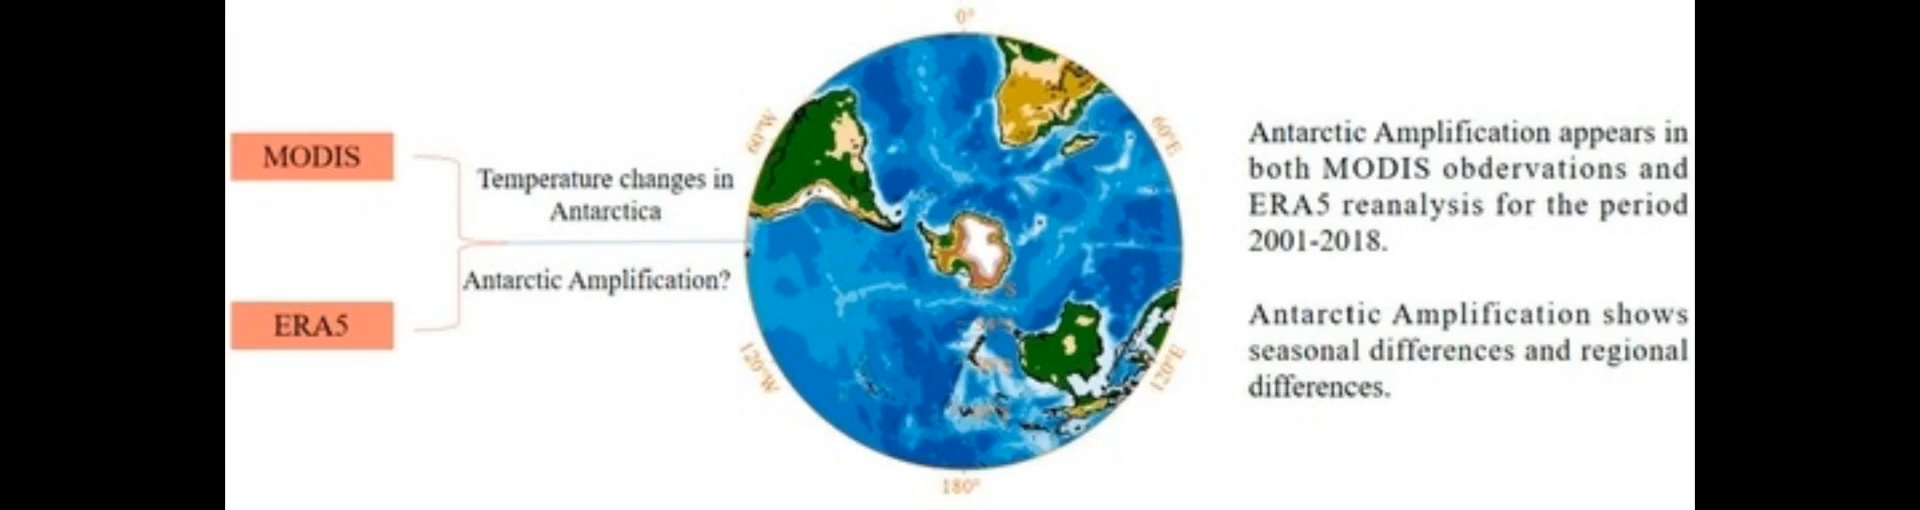 MODIS
ERA5
Temperature changes in
Antarctica
Antarctic Amplification?
0°
60°W
60°E
120°W
120°E
180°
Antarctic Amplification appears in
both MODIS obdervations and
ERA5 reanalysis for the period
2001-2018.
Antarctic Amplification shows
seasonal differences and regional
differences.